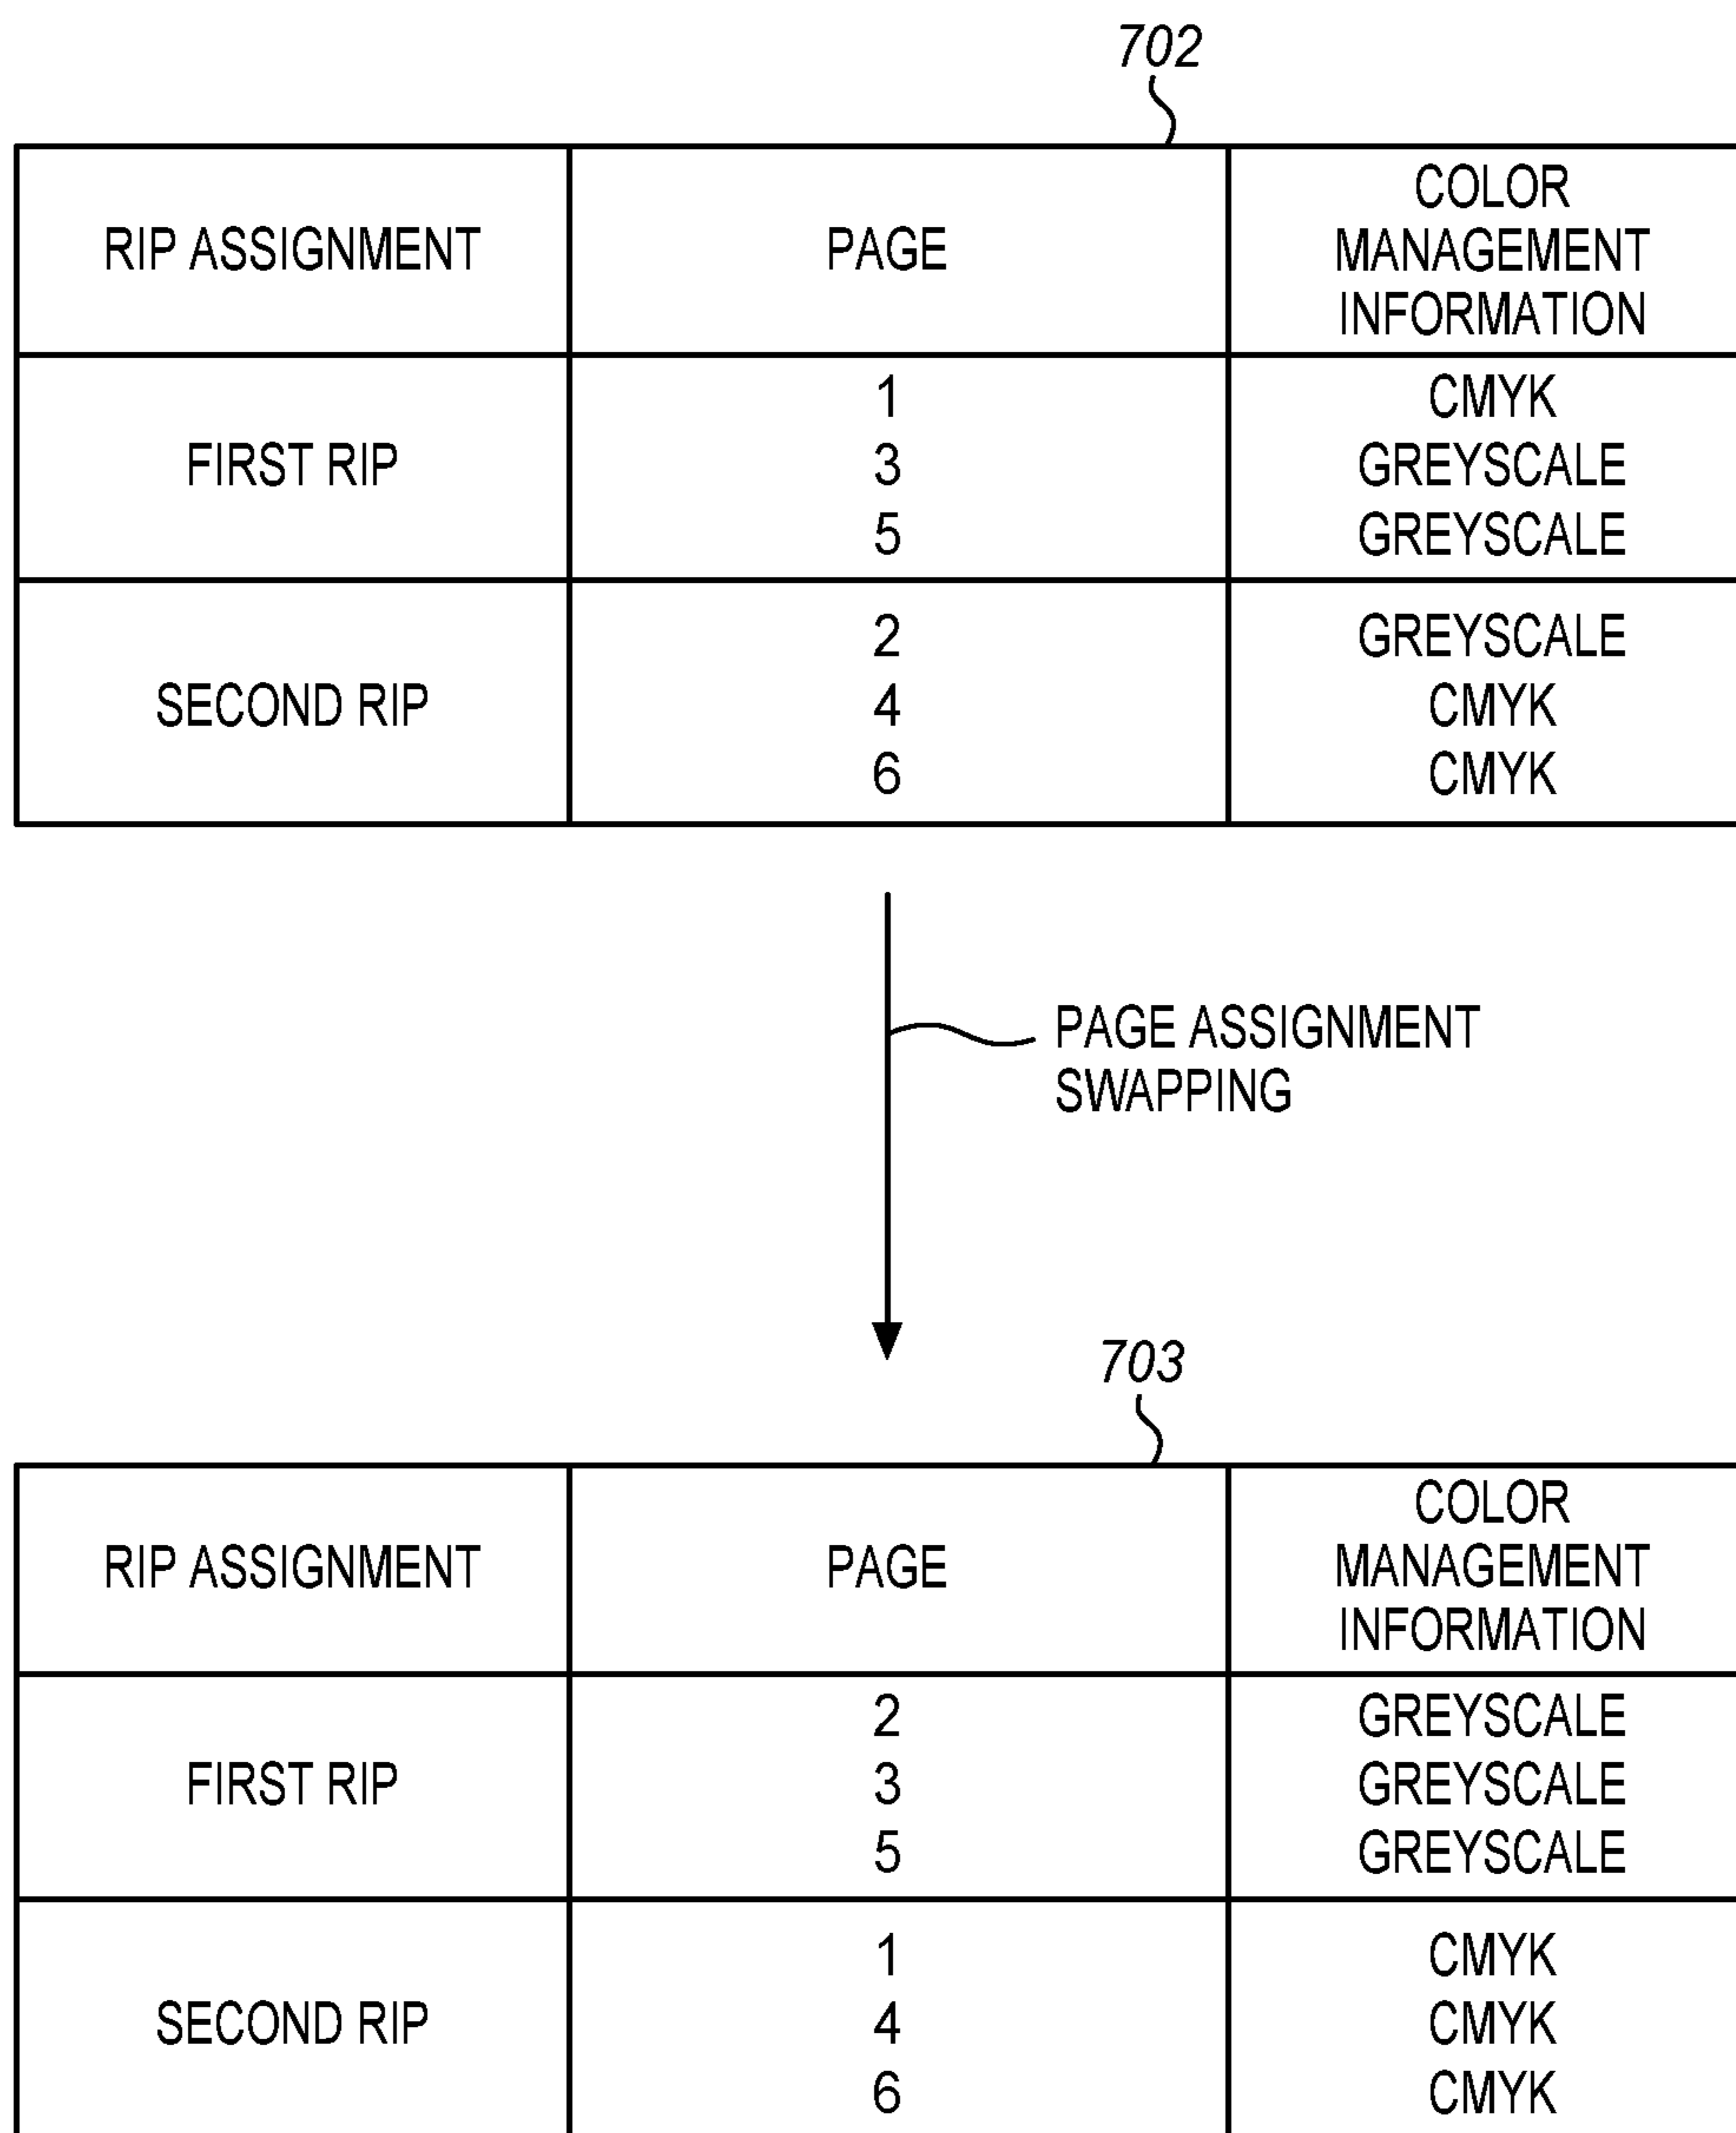 702
RIP ASSIGNMENT
PAGE
COLOR
MANAGEMENT
INFORMATION
FIRST RIP
1
3
5
CMYK
GREYSCALE
GREYSCALE
SECOND RIP
2
4
6
GREYSCALE
CMYK
CMYK
PAGE ASSIGNMENT
SWAPPING
703
RIP ASSIGNMENT
PAGE
COLOR
MANAGEMENT
INFORMATION
FIRST RIP
2
3
5
GREYSCALE
GREYSCALE
GREYSCALE
SECOND RIP
1
4
6
CMYK
CMYK
CMYK